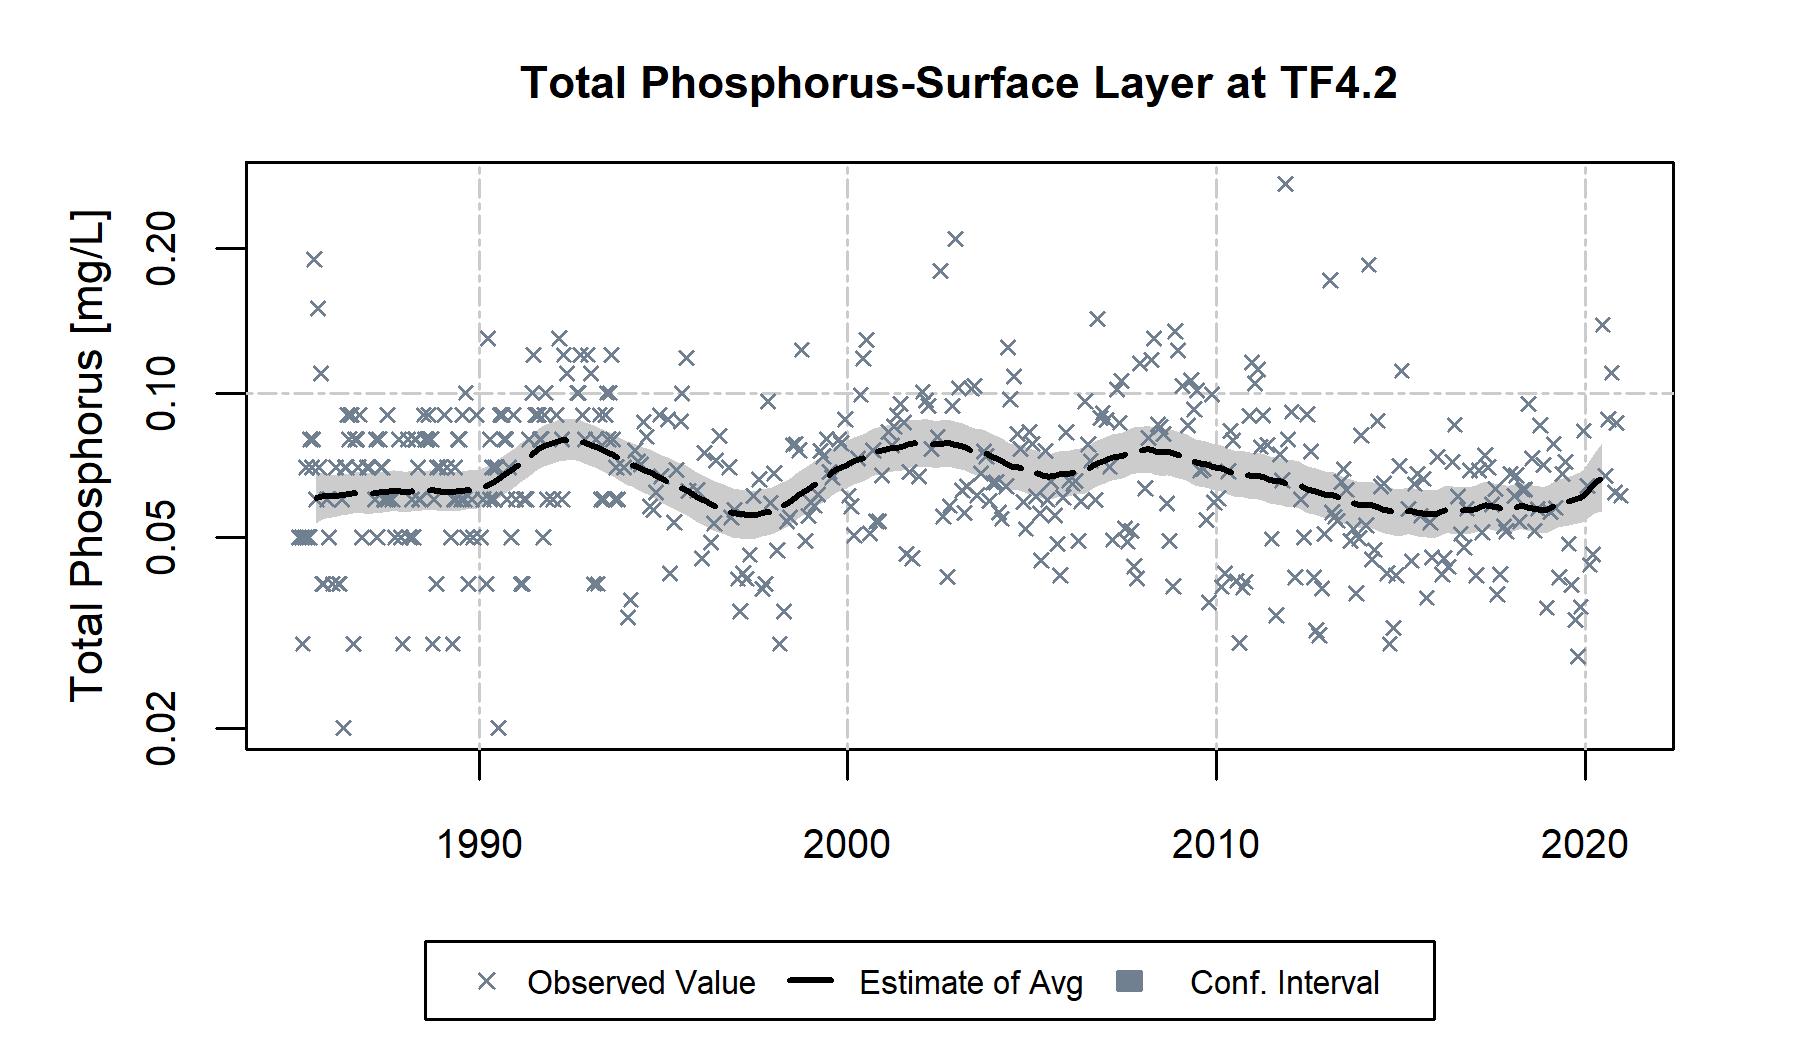 Total Phosphorus-Surface Layer at TF4.2
Total Phosphorus [mg/L]
0.20
0.10
0.05
0.02
1990 2000 2010 2020
Observed Value Estimate of Avg Conf. Interval